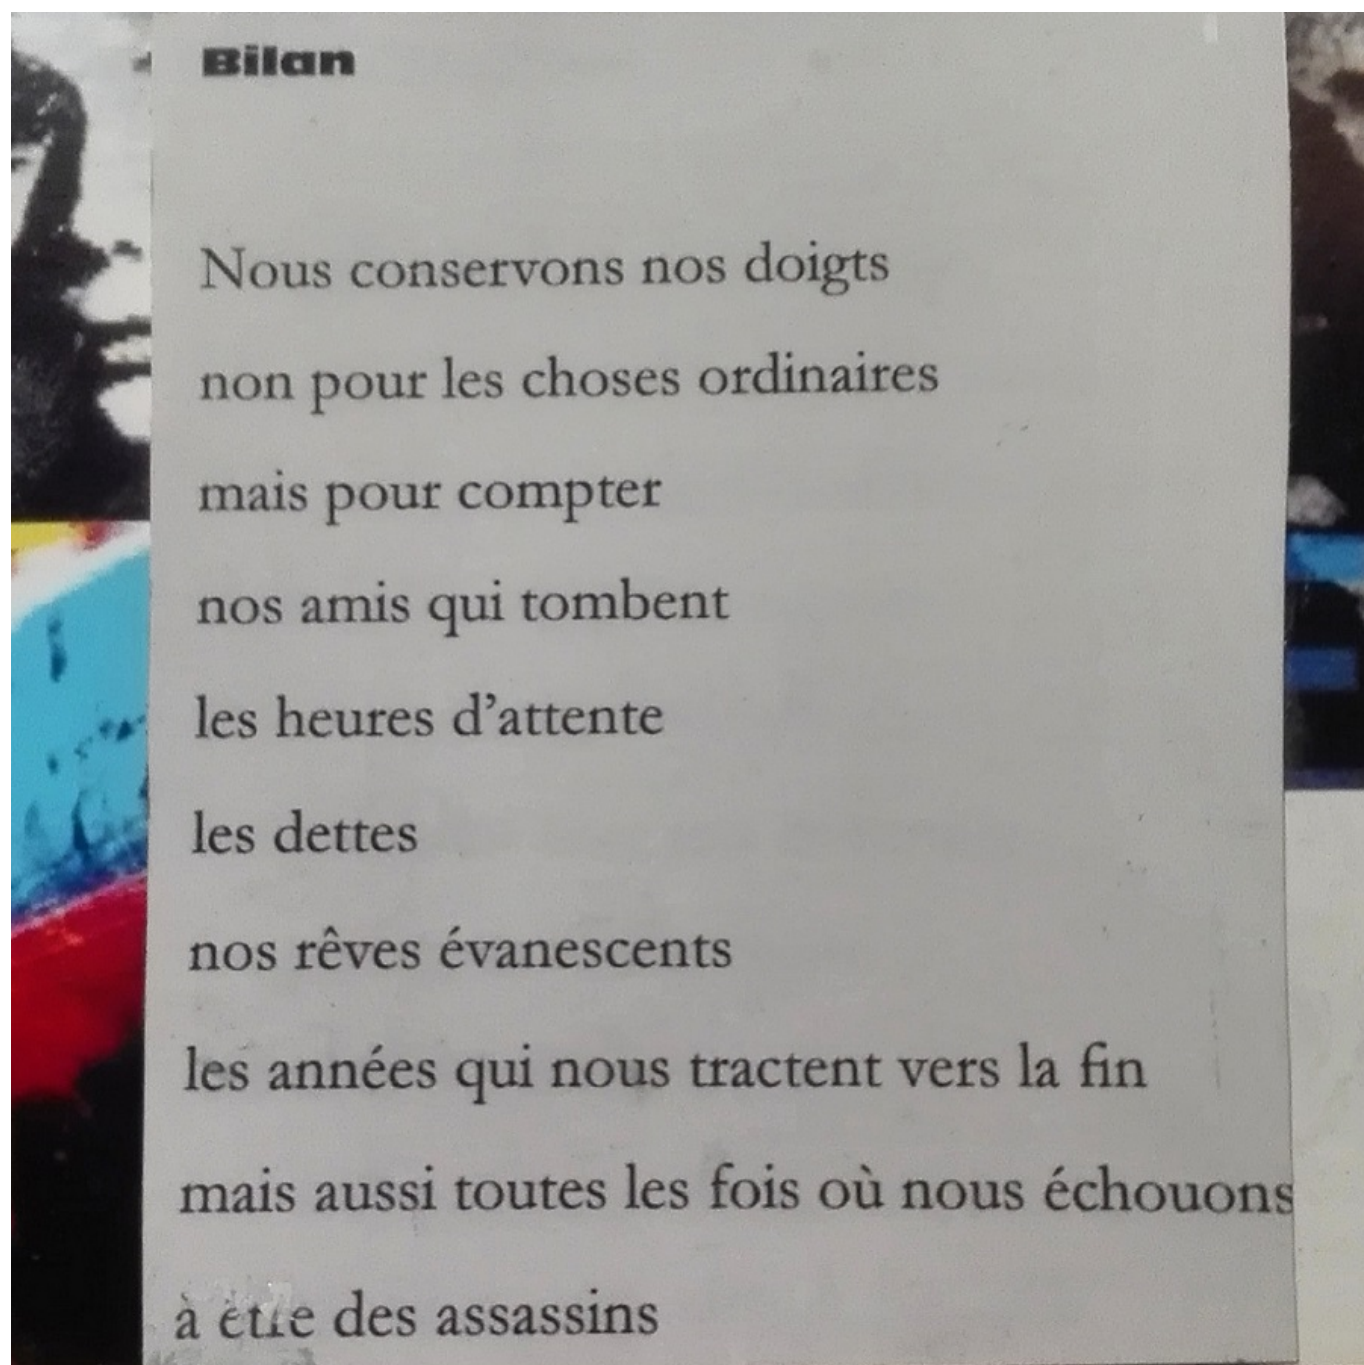 Bilan
Nous conservons nos doigts
non pour les choses ordinaires
mais pour compter
nos amis qui tombent
les heures d’attente
les dettes
nos rêves évanescents
les années qui nous tractent vers la fin
mais aussi toutes les fois où nous échouons
à être des assassins